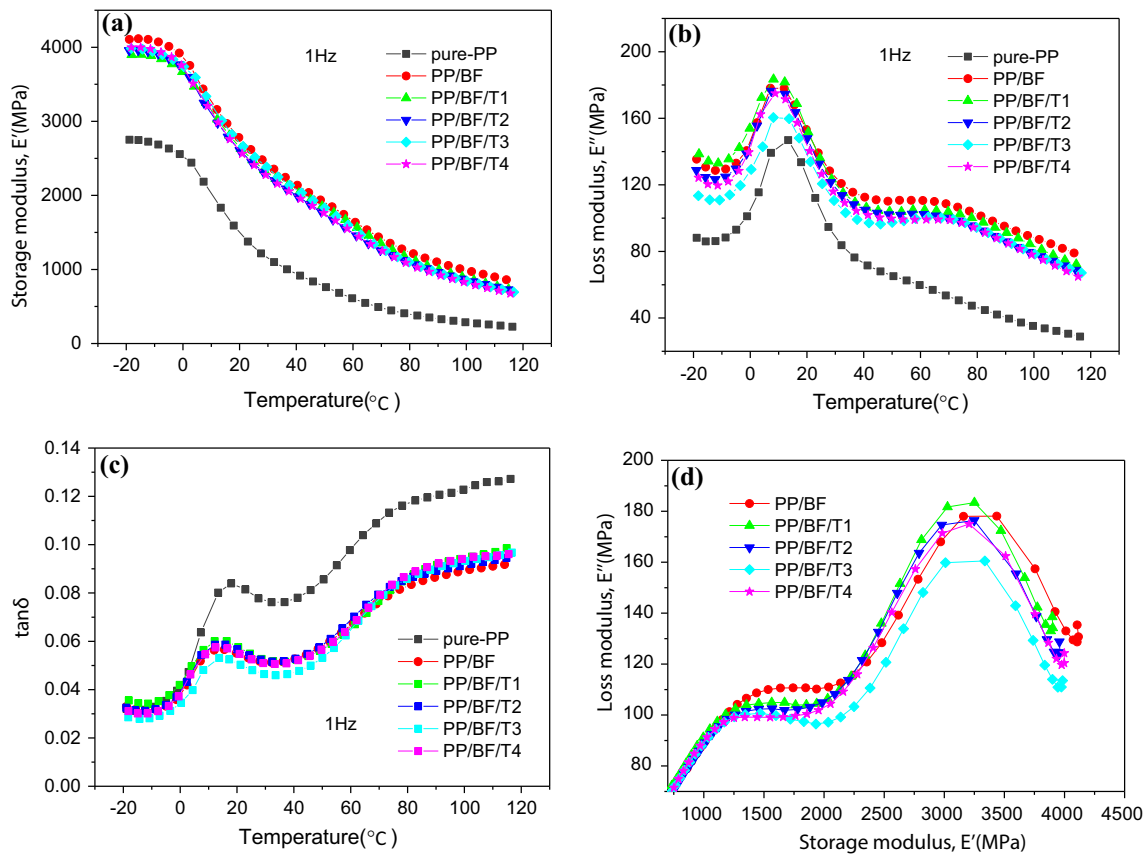 (a)
1Hz
pure-PP
PP/BF
PP/BF/T1
PP/BF/T2
PP/BF/T3
PP/BF/T4
Storage modulus, E′(MPa)
4000
3000
2000
1000
0
-20 0 20 40 60 80 100 120
Temperature(°C )
(b)
1Hz
pure-PP
PP/BF
PP/BF/T1
PP/BF/T2
PP/BF/T3
PP/BF/T4
Loss modulus, E″(MPa)
200
160
120
80
40
-20 0 20 40 60 80 100 120
Temperature(°C )
(c)
tanδ
0.14
0.12
0.10
0.08
0.06
0.04
0.02
0.00
pure-PP
PP/BF
PP/BF/T1
PP/BF/T2
PP/BF/T3
PP/BF/T4
1Hz
-20 0 20 40 60 80 100 120
Temperature(°C )
(d)
PP/BF
PP/BF/T1
PP/BF/T2
PP/BF/T3
PP/BF/T4
Loss modulus, E″(MPa)
200
180
160
140
120
100
80
1000 1500 2000 2500 3000 3500 4000 4500
Storage modulus, E′(MPa)